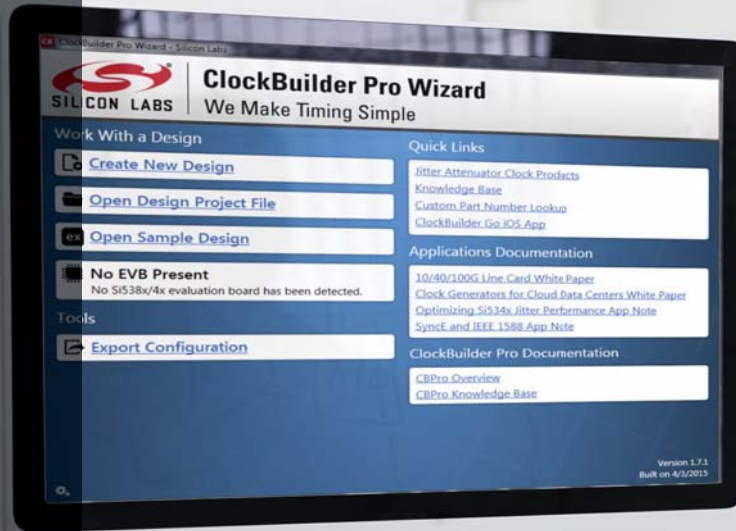 CB ClockBuilder Pro Wizard - Silicon Labs
SILICON LABS
ClockBuilder Pro Wizard
We Make Timing Simple
Work With a Design
Create New Design
Open Design Project File
ex Open Sample Design
No EVB Present
No Si538x/4x evaluation board has been detected.
Tools
Export Configuration
Quick Links
Jitter Attenuator Clock Products
Knowledge Base
Custom Part Number Lookup
ClockBuilder Go iOS App
Applications Documentation
10/40/100G Line Card White Paper
Clock Generators for Cloud Data Centers White Paper
Optimizing Si534x Jitter Performance App Note
SyncE and IEEE 1588 App Note
ClockBuilder Pro Documentation
CBPro Overview
CBPro Knowledge Base
Version 1.7.1
Built on 4/3/2015